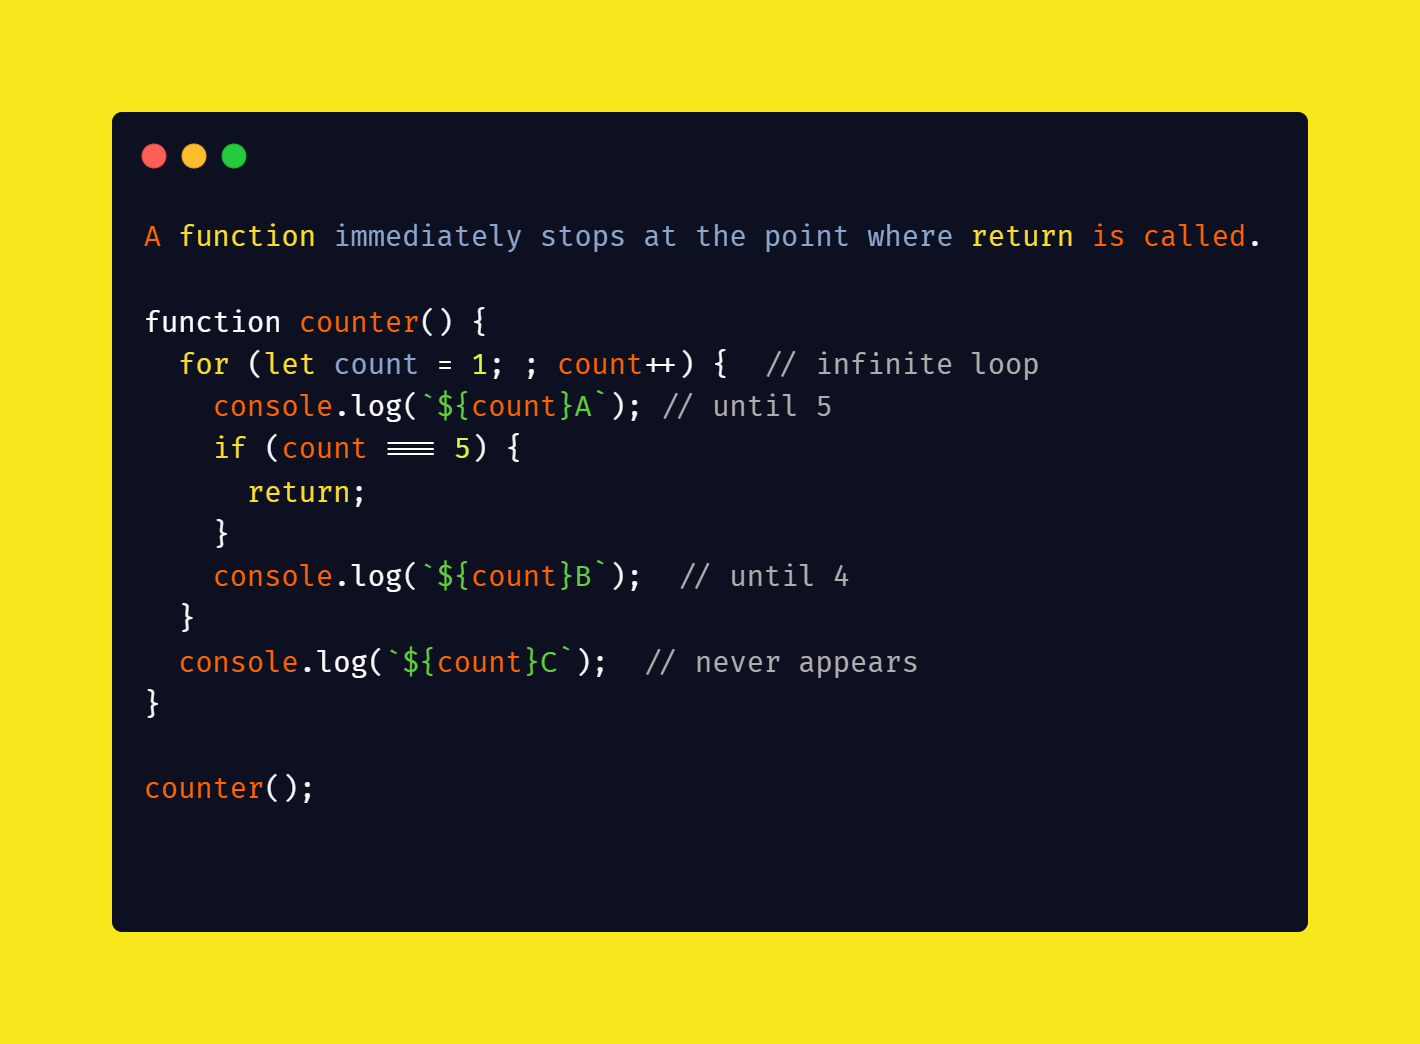 A function immediately stops at the point where return is called.
function counter() {
for (let count = 1; ; count++) {  // infinite loop
console.log(`${count}A`); // until 5
if (count === 5) {
return;
}
console.log(`${count}B`);  // until 4
}
console.log(`${count}C`);  // never appears
}
counter();